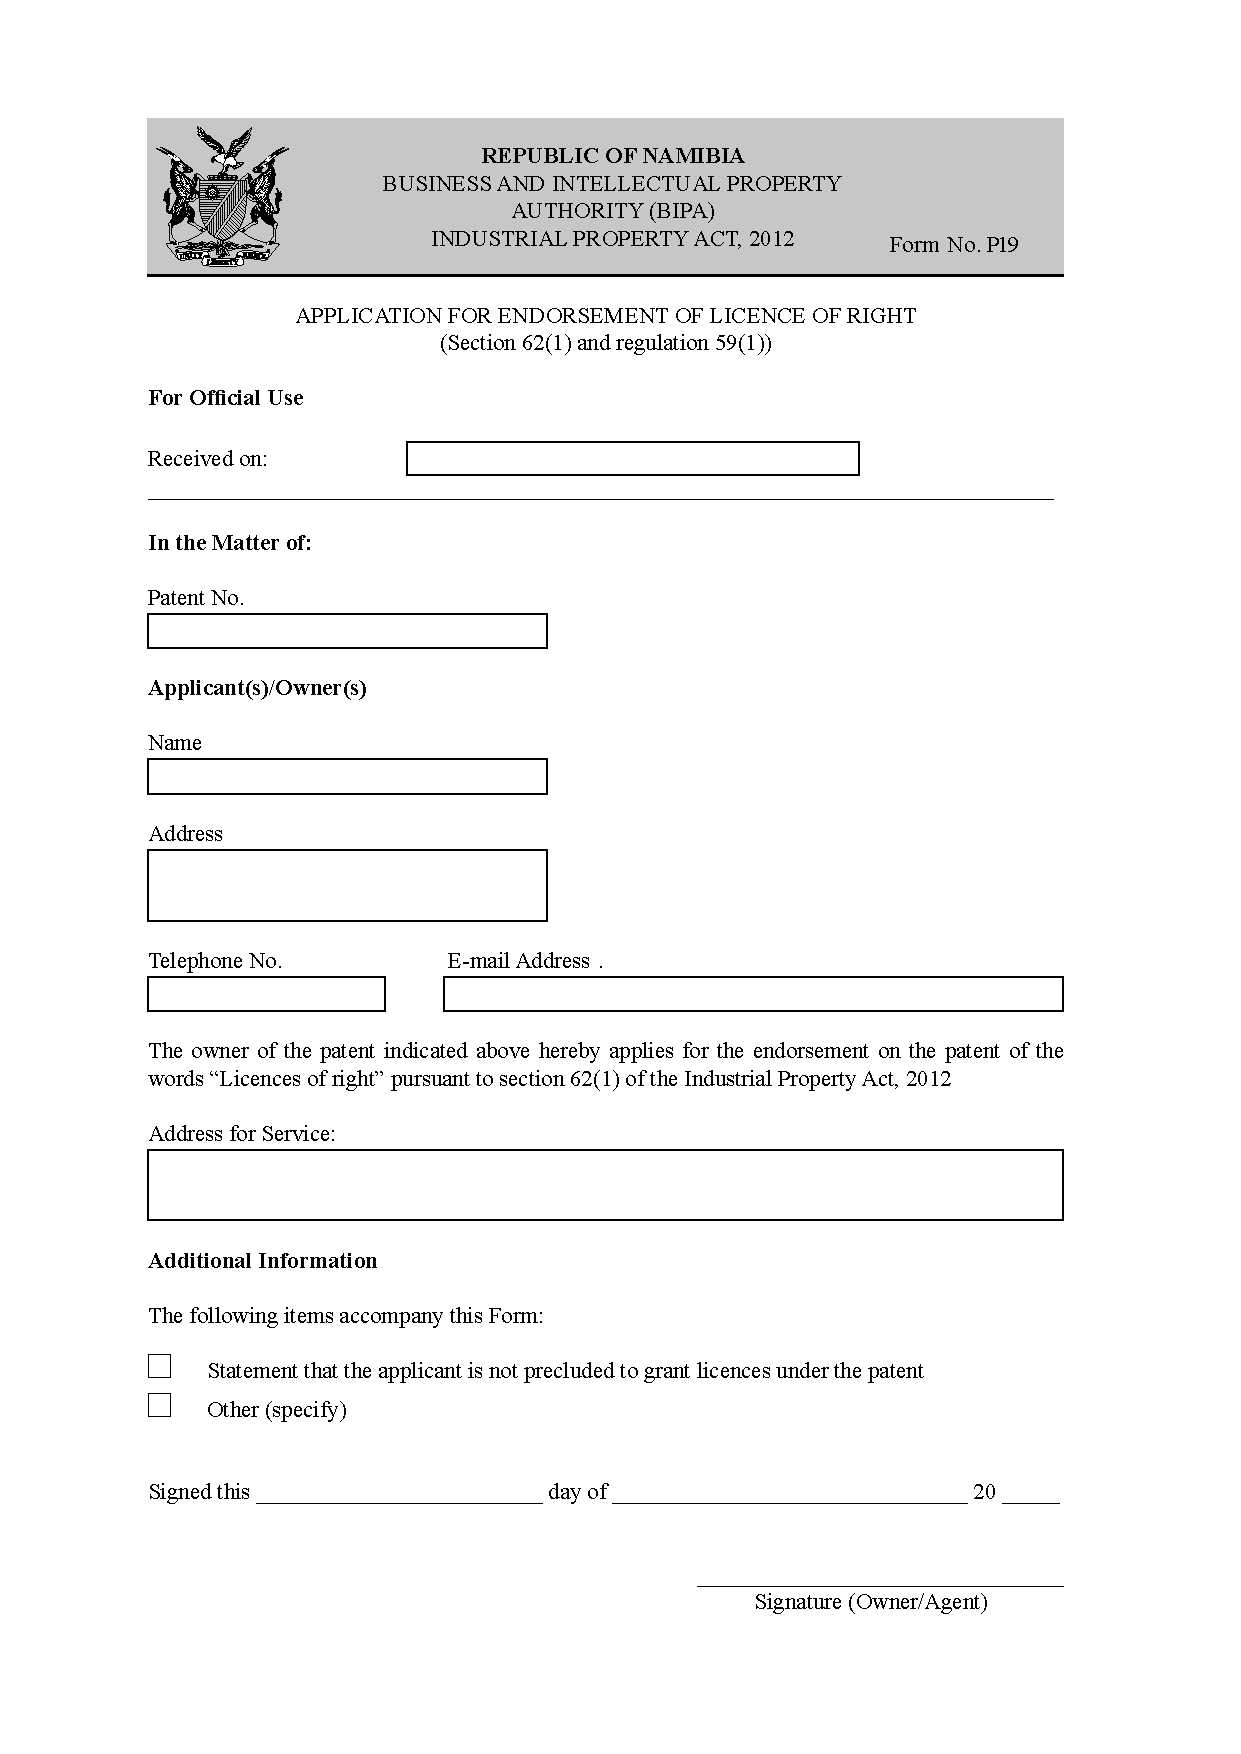 REPUBLIC OF NAMIBIA
BUSINESS AND INTELLECTUAL PROPERTY
AUTHORITY (BIPA)
INDUSTRIAL PROPERTY ACT, 2012
Form No. P19
APPLICATION FOR ENDORSEMENT OF LICENCE OF RIGHT
(Section 62(1) and regulation 59(1))
For Official Use
Received on:
In the Matter of:
Patent No.
Applicant(s)/Owner(s)
Name
Address
Telephone No. E-mail Address .
The owner of the patent indicated above hereby applies for the endorsement on the patent of the
words “Licences of right” pursuant to section 62(1) of the Industrial Property Act, 2012
Address for Service:
Additional Information
The following items accompany this Form:
Statement that the applicant is not precluded to grant licences under the patent
Other (specify)
Signed this __________ day of __________ 20 _____
Signature (Owner/Agent)